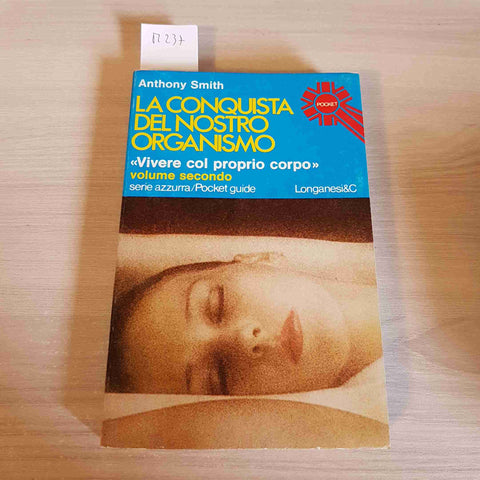 R237
Anthony Smith
LA CONQUISTA
DEL NOSTRO
ORGANISMO
POCKET
«Vivere col proprio corpo»
volume secondo
serie azzurra/Pocket guide Longanesi&C